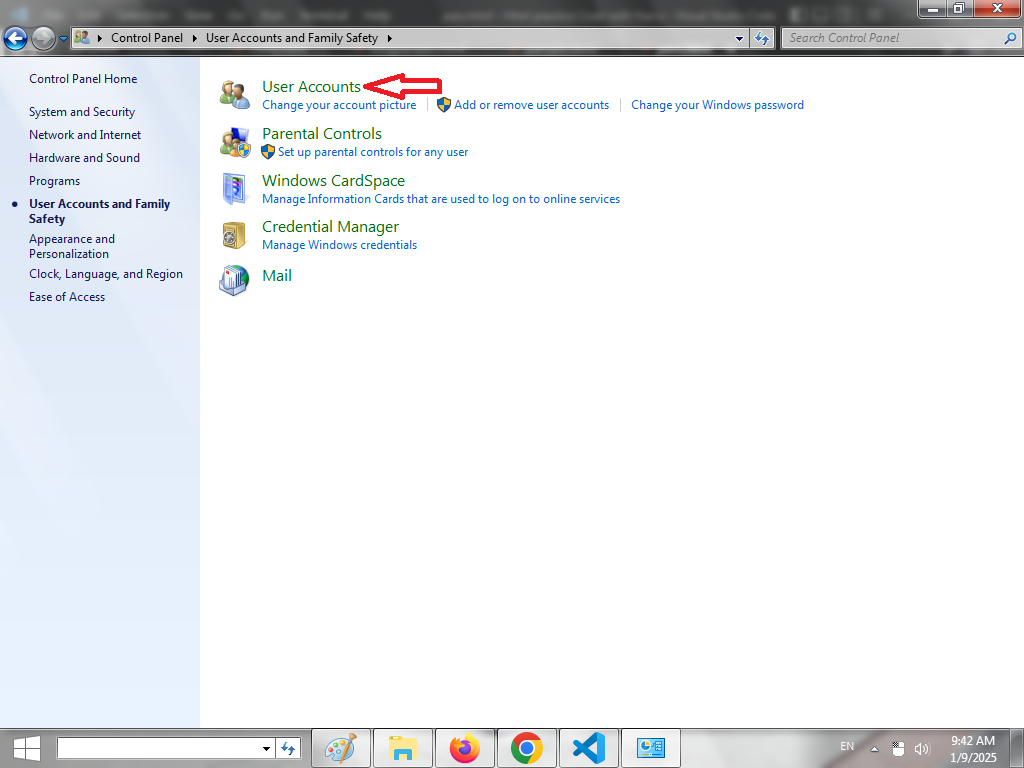 Control Panel
User Accounts and Family Safety
Search Control Panel
Control Panel Home
System and Security
Network and Internet
Hardware and Sound
Programs
User Accounts and Family
Safety
Appearance and
Personalization
Clock, Language, and Region
Ease of Access
User Accounts
Change your account picture
Add or remove user accounts
Change your Windows password
Parental Controls
Set up parental controls for any user
Windows CardSpace
Manage Information Cards that are used to log on to online services
Credential Manager
Manage Windows credentials
Mail
EN
9:42 AM
1/9/2025